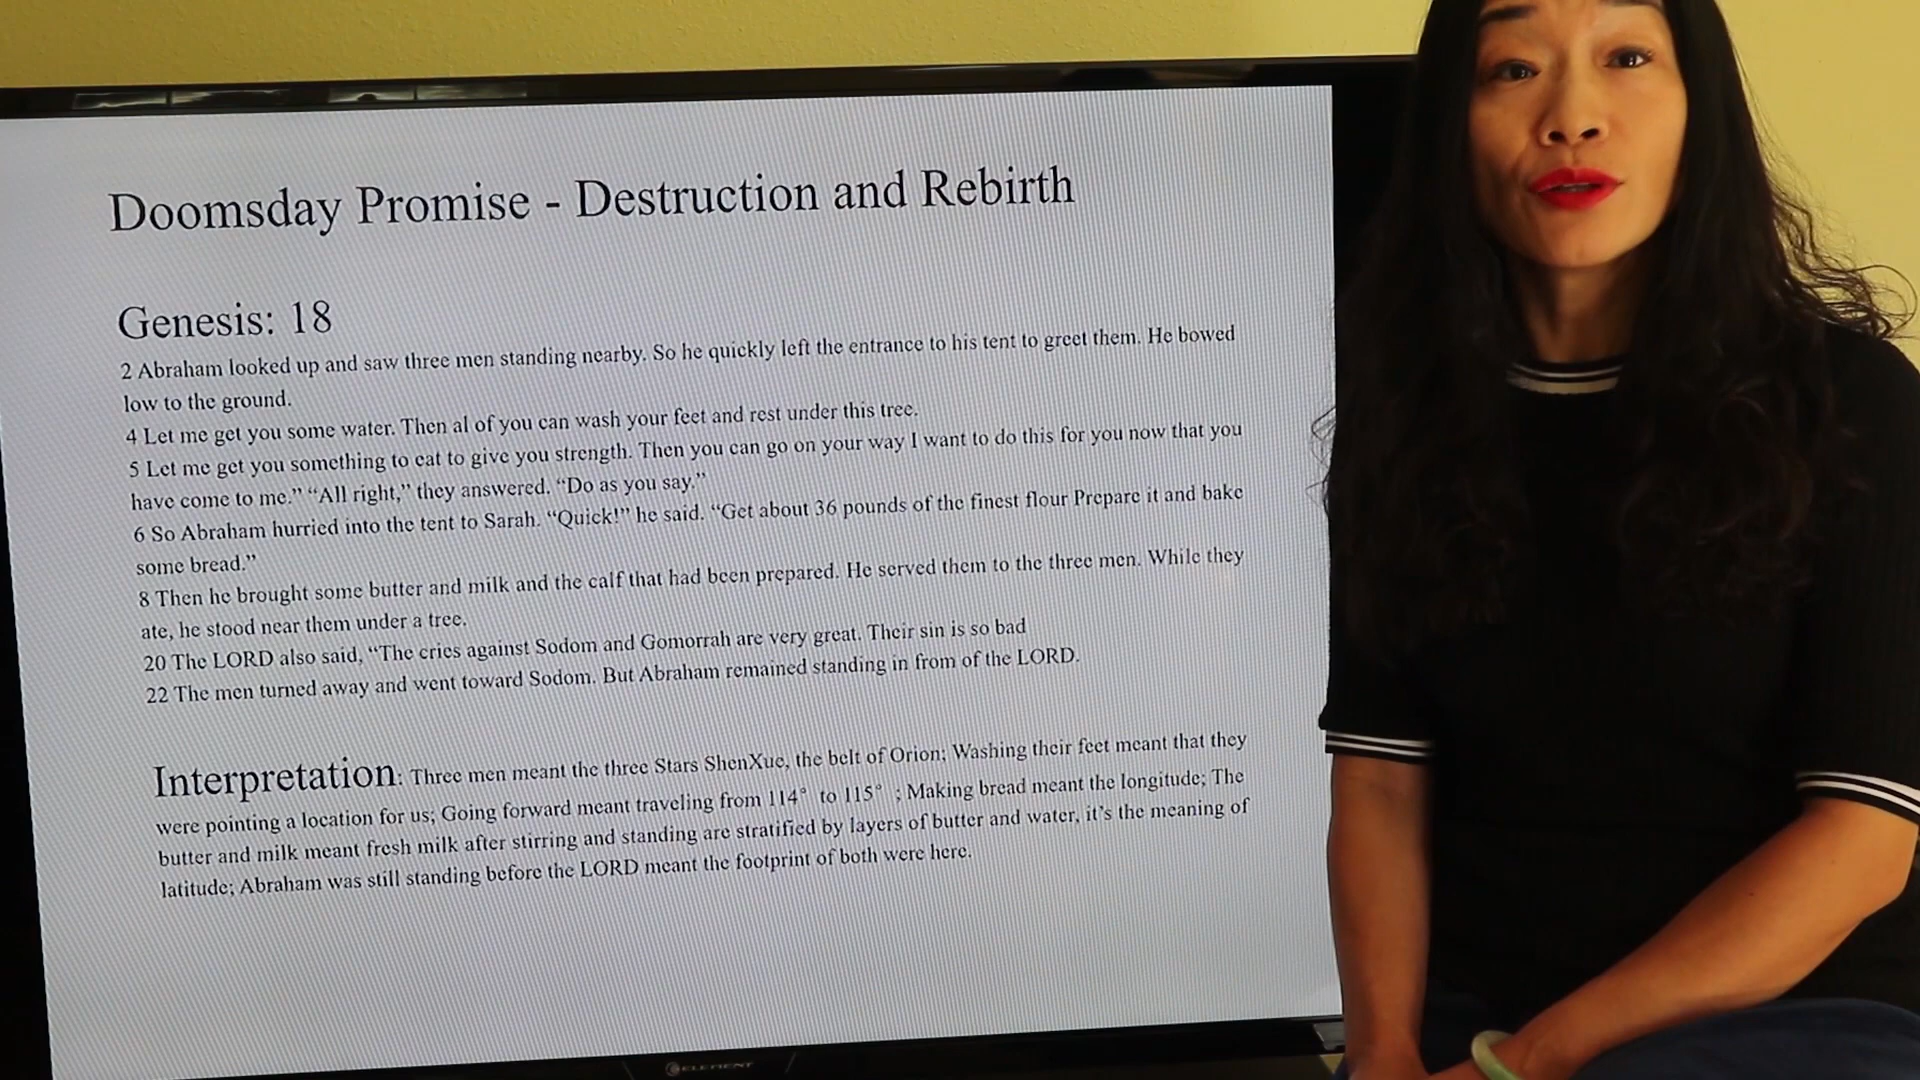 Doomsday Promise - Destruction and Rebirth
Genesis: 18
2 Abraham looked up and saw three men standing nearby. So he quickly left the entrance to his tent to greet them. He bowed
low to the ground.
4 Let me get you some water. Then al of you can wash your feet and rest under this tree.
5 Let me get you something to eat to give you strength. Then you can go on your way I want to do this for you now that you
have come to me.” “All right,” they answered. “Do as you say.”
6 So Abraham hurried into the tent to Sarah. “Quick!” he said. “Get about 36 pounds of the finest flour Prepare it and bake
some bread.”
8 Then he brought some butter and milk and the calf that had been prepared. He served them to the three men. While they
ate, he stood near them under a tree.
20 The LORD also said, “The cries against Sodom and Gomorrah are very great. Their sin is so bad
22 The men turned away and went toward Sodom. But Abraham remained standing in from of the LORD.
Interpretation: Three men meant the three Stars ShenXue, the belt of Orion; Washing their feet meant that they
were pointing a location for us; Going forward meant traveling from 114° to 115° ; Making bread meant the longitude; The
butter and milk meant fresh milk after stirring and standing are stratified by layers of butter and water, it’s the meaning of
latitude; Abraham was still standing before the LORD meant the footprint of both were here.
ELEMENT